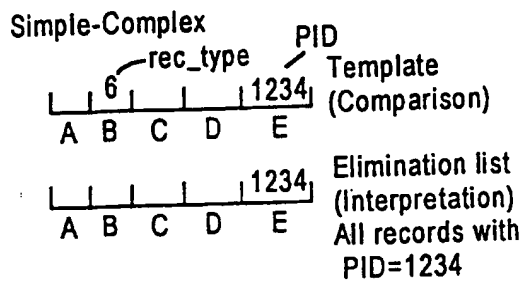 Simple-Complex
PID
rec_type
Template
6 1234
(Comparison)
A B C D E
Elimination list
1234
(Interpretation)
A B C D E
All records with
PID=1234